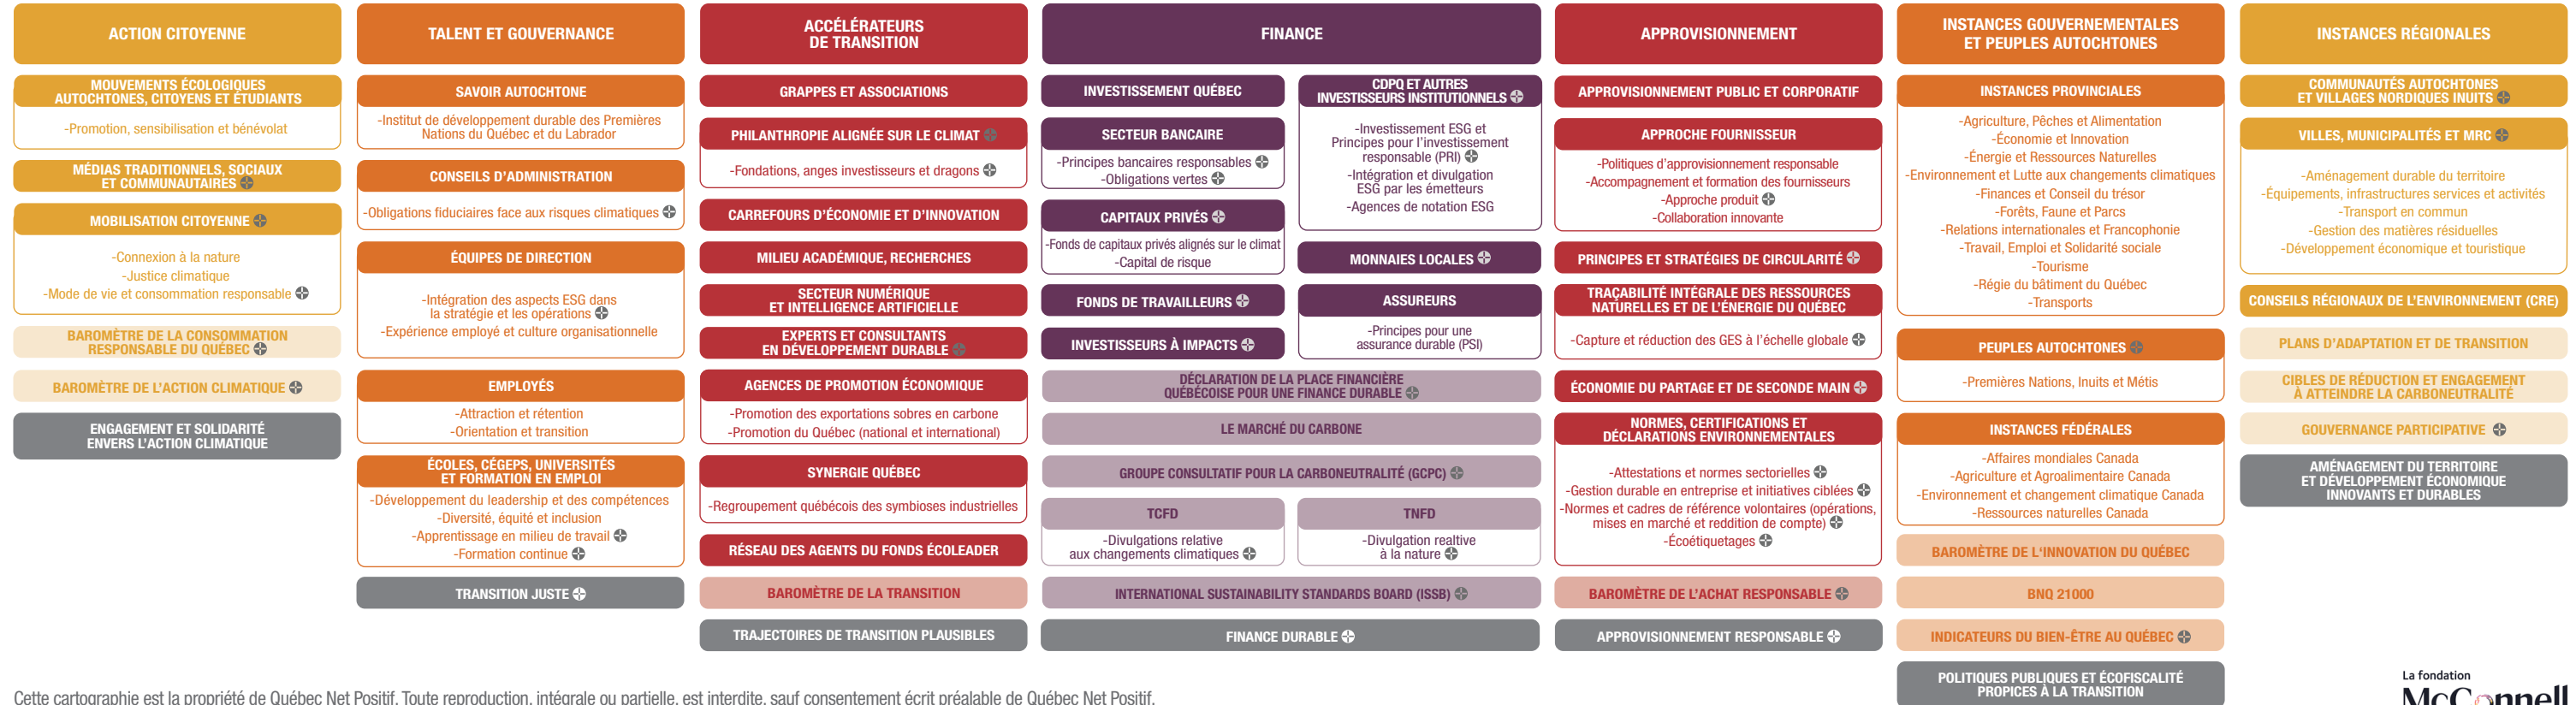 ACTION CITOYENNE
MOUVEMENTS ÉCOLOGIQUES
AUTOCHTONES, CITOYENS ET ÉTUDIANTS
-Promotion, sensibilisation et bénévolat
MÉDIAS TRADITIONNELS, SOCIAUX
ET COMMUNAUTAIRES
MOBILISATION CITOYENNE
-Connexion à la nature
-Justice climatique
-Mode de vie et consommation responsable
BAROMÈTRE DE LA CONSOMMATION
RESPONSABLE DU QUÉBEC
BAROMÈTRE DE L'ACTION CLIMATIQUE
ENGAGEMENT ET SOLIDARITÉ
ENVERS L'ACTION CLIMATIQUE
TALENT ET GOUVERNANCE
SAVOIR AUTOCHTONE
-Institut de développement durable des Premières
Nations du Québec et du Labrador
CONSEILS D'ADMINISTRATION
-Obligations fiduciaires face aux risques climatiques
ÉQUIPES DE DIRECTION
-Intégration des aspects ESG dans
la stratégie et les opérations
-Expérience employé et culture organisationnelle
EMPLOYÉS
-Attraction et rétention
-Orientation et transition
ÉCOLES, CÉGEPS, UNIVERSITÉS
ET FORMATION EN EMPLOI
-Développement du leadership et des compétences
-Diversité, équité et inclusion
-Apprentissage en milieu de travail
-Formation continue
TRANSITION JUSTE
ACCÉLÉRATEURS
DE TRANSITION
GRAPPES ET ASSOCIATIONS
PHILANTHROPIE ALIGNÉE SUR LE CLIMAT
-Fondations, anges investisseurs et dragons
CARREFOURS D'ÉCONOMIE ET D'INNOVATION
MILIEU ACADÉMIQUE, RECHERCHES
SECTEUR NUMÉRIQUE
ET INTELLIGENCE ARTIFICIELLE
EXPERTS ET CONSULTANTS
EN DÉVELOPPEMENT DURABLE
AGENCES DE PROMOTION ÉCONOMIQUE
-Promotion des exportations sobres en carbone
-Promotion du Québec (national et international)
SYNERGIE QUÉBEC
-Regroupement québécois des symbioses industrielles
RÉSEAU DES AGENTS DU FONDS ÉCOLEADER
BAROMÈTRE DE LA TRANSITION
TRAJECTOIRES DE TRANSITION PLAUSIBLES
FINANCE
INVESTISSEMENT QUÉBEC
SECTEUR BANCAIRE
-Principes bancaires responsables
-Obligations vertes
CAPITAUX PRIVÉS
-Fonds de capitaux privés alignés sur le climat
-Capital de risque
FONDS DE TRAVAILLEURS
INVESTISSEURS À IMPACTS
CDPQ ET AUTRES
INVESTISSEURS INSTITUTIONNELS
-Investissement ESG et
Principes pour l'investissement
responsable (PRI)
-Intégration et divulgation
ESG par les émetteurs
-Agences de notation ESG
MONNAIES LOCALES
ASSUREURS
-Principes pour une
assurance durable (PSI)
DÉCLARATION DE LA PLACE FINANCIÈRE
QUÉBÉCOISE POUR UNE FINANCE DURABLE
LE MARCHÉ DU CARBONE
GROUPE CONSULTATIF POUR LA CARBONEUTRALITÉ (GCPC)
TCFD
-Divulgations relative
aux changements climatiques
TNFD
-Divulgation realtive
à la nature
INTERNATIONAL SUSTAINABILITY STANDARDS BOARD (ISSB)
FINANCE DURABLE
APPROVISIONNEMENT
APPROVISIONNEMENT PUBLIC ET CORPORATIF
APPROCHE FOURNISSEUR
-Politiques d'approvisionnement responsable
-Accompagnement et formation des fournisseurs
-Approche produit
-Collaboration innovante
PRINCIPES ET STRATÉGIES DE CIRCULARITÉ
TRAÇABILITÉ INTÉGRALE DES RESSOURCES
NATURELLES ET DE L'ÉNERGIE DU QUÉBEC
-Capture et réduction des GES à l'échelle globale
ÉCONOMIE DU PARTAGE ET DE SECONDE MAIN
NORMES, CERTIFICATIONS ET
DÉCLARATIONS ENVIRONNEMENTALES
-Attestations et normes sectorielles
-Gestion durable en entreprise et initiatives ciblées
-Normes et cadres de référence volontaires (opérations,
mises en marché et reddition de compte)
-Écoétiquetages
BAROMÈTRE DE L'ACHAT RESPONSABLE
APPROVISIONNEMENT RESPONSABLE
INSTANCES GOUVERNEMENTALES
ET PEUPLES AUTOCHTONES
INSTANCES PROVINCIALES
-Agriculture, Pêches et Alimentation
-Économie et Innovation
-Énergie et Ressources Naturelles
-Environnement et Lutte aux changements climatiques
-Finances et Conseil du trésor
-Forêts, Faune et Parcs
-Relations internationales et Francophonie
-Travail, Emploi et Solidarité sociale
-Tourisme
-Régie du bâtiment du Québec
-Transports
PEUPLES AUTOCHTONES
-Premières Nations, Inuits et Métis
INSTANCES FÉDÉRALES
-Affaires mondiales Canada
-Agriculture et Agroalimentaire Canada
-Environnement et changement climatique Canada
-Ressources naturelles Canada
BAROMÈTRE DE L'INNOVATION DU QUÉBEC
BNQ 21000
INDICATEURS DU BIEN-ÊTRE AU QUÉBEC
POLITIQUES PUBLIQUES ET ÉCOFISCALITÉ
PROPICES À LA TRANSITION
INSTANCES RÉGIONALES
COMMUNAUTÉS AUTOCHTONES
ET VILLAGES NORDIQUES INUITS
VILLES, MUNICIPALITÉS ET MRC
-Aménagement durable du territoire
-Équipements, infrastructures services et activités
-Transport en commun
-Gestion des matières résiduelles
-Développement économique et touristique
CONSEILS RÉGIONAUX DE L'ENVIRONNEMENT (CRE)
PLANS D'ADAPTATION ET DE TRANSITION
CIBLES DE RÉDUCTION ET ENGAGEMENT
À ATTEINDRE LA CARBONEUTRALITÉ
GOUVERNANCE PARTICIPATIVE
AMÉNAGEMENT DU TERRITOIRE
ET DÉVELOPPEMENT ÉCONOMIQUE
INNOVANTS ET DURABLES
Cette cartographie est la propriété de Québec Net Positif. Toute reproduction, intégrale ou partielle, est interdite, sauf consentement écrit préalable de Québec Net Positif.
La fondation
McConnell